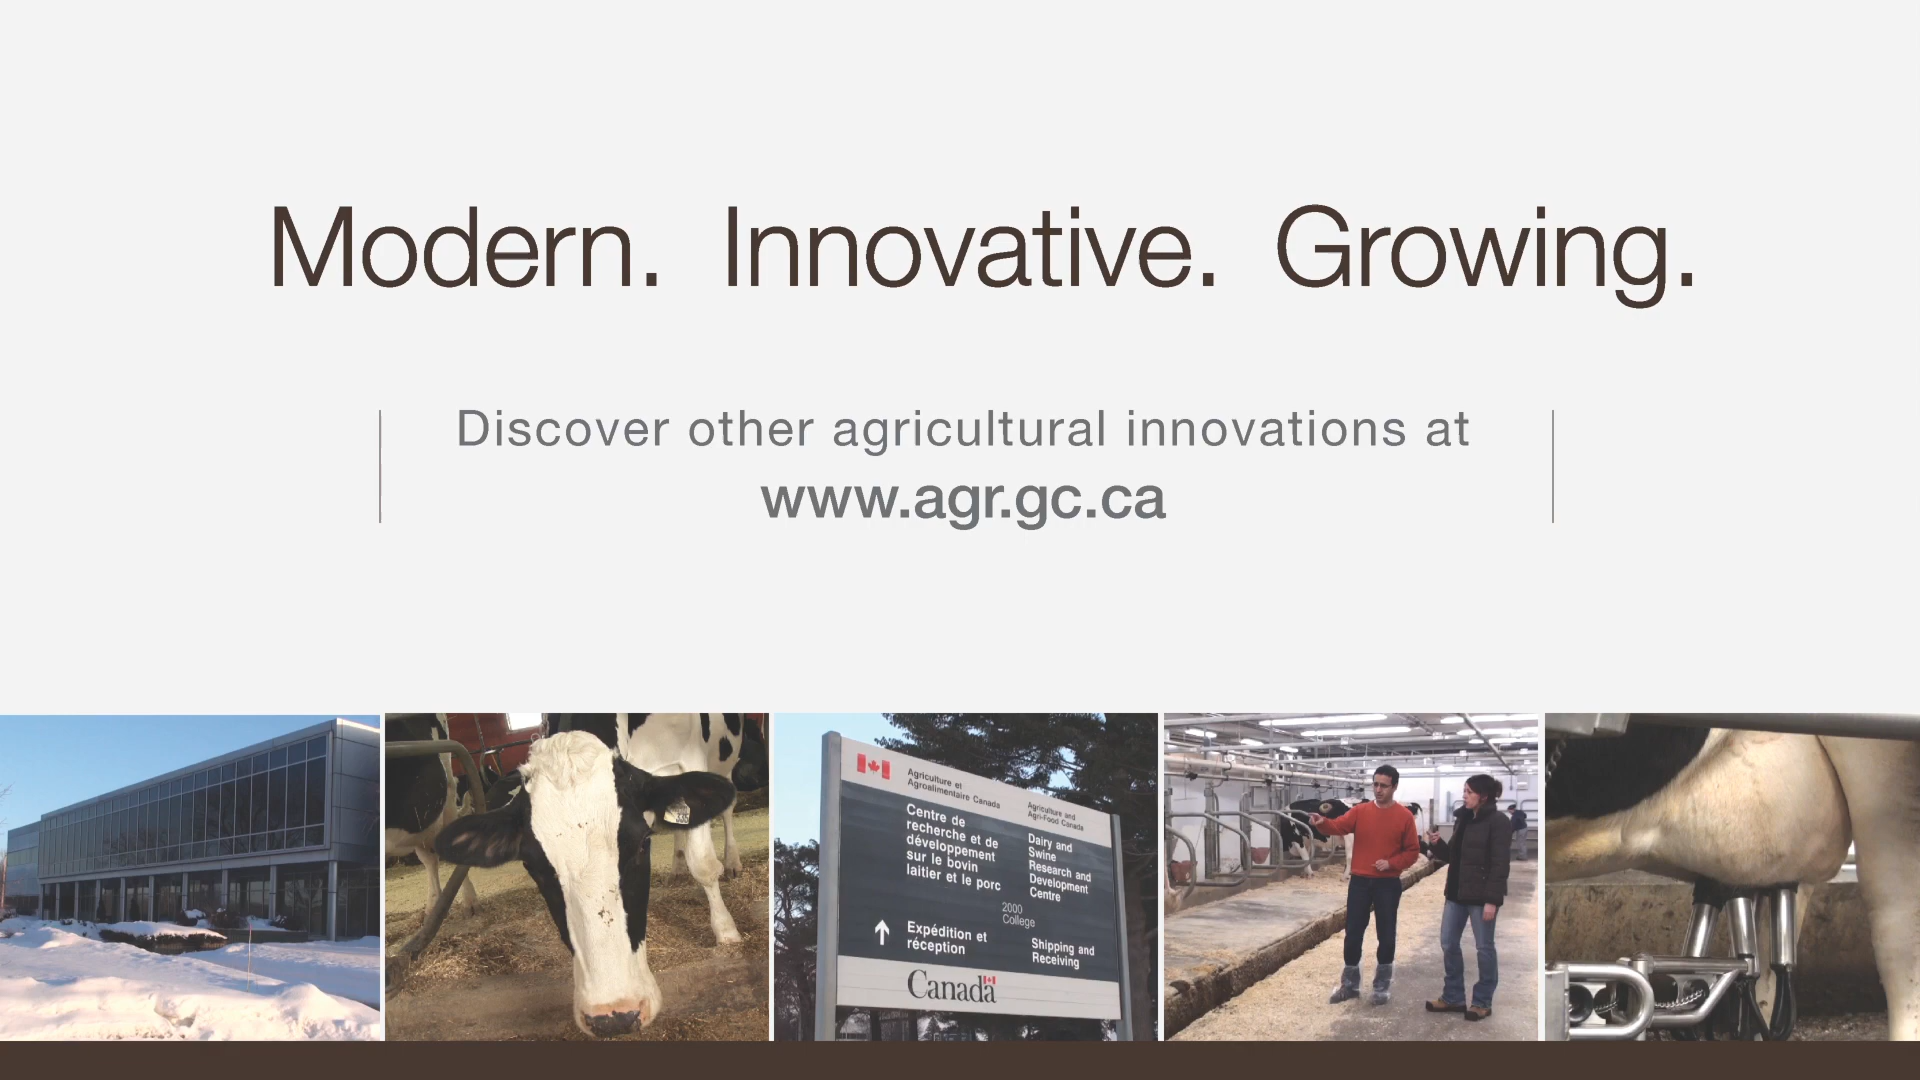 Modern. Innovative. Growing.
Discover other agricultural innovations at
www.agr.gc.ca
Agriculture et
Agroalimentaire Canada
Agriculture and
Agri-Food Canada
Centre de
recherche et de
développement
sur le bovin
laitier et le porc
Dairy and
Swine
Research and
Development
Centre
2000
College
Expédition et
réception
Shipping and
Receiving
Canada